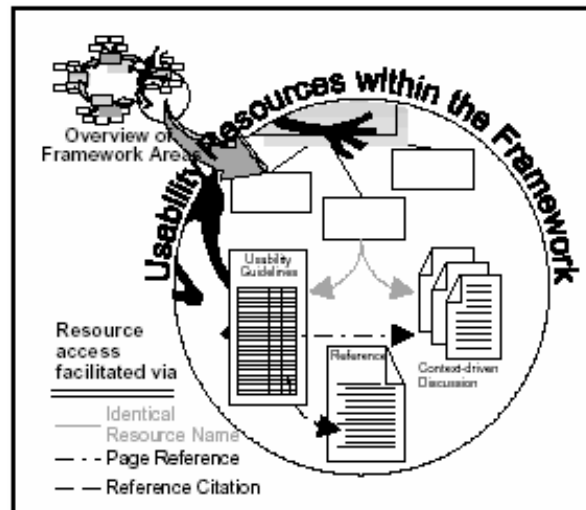 Overview of
Framework Areas
Usability Resources within the Framework
Usability
Guidelines
Reference
Context-driven
Discussion
Resource
access
facilitated via
Identical
Resource Name
Page Reference
Reference Citation